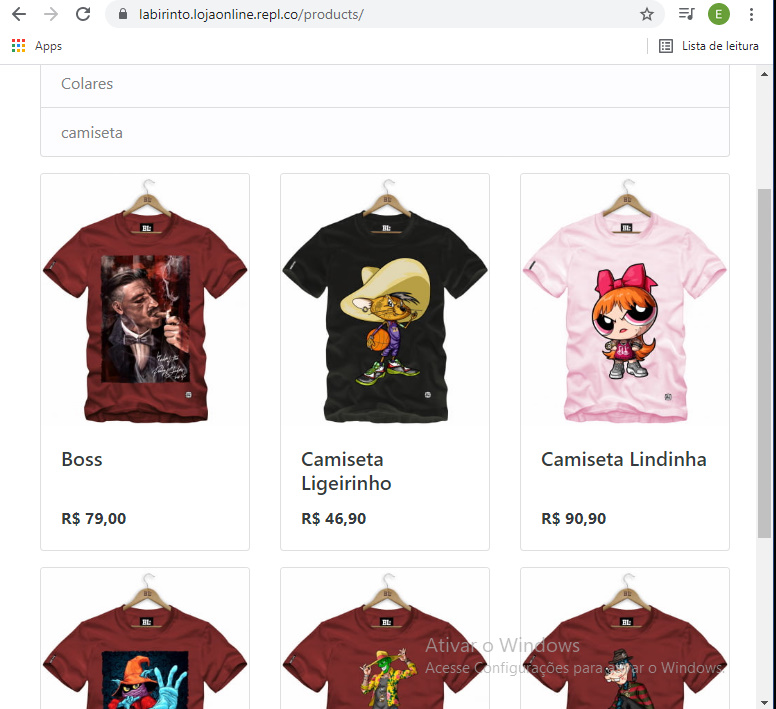 labirinto.lojaonline.repl.co/products/
E
Apps
Lista de leitura
Colares
camiseta
Boss
Camiseta
Ligeirinho
Camiseta Lindinha
R$ 79,00
R$ 46,90
R$ 90,90
Ativar o Windows
Acesse Configurações para ativar o Windows.